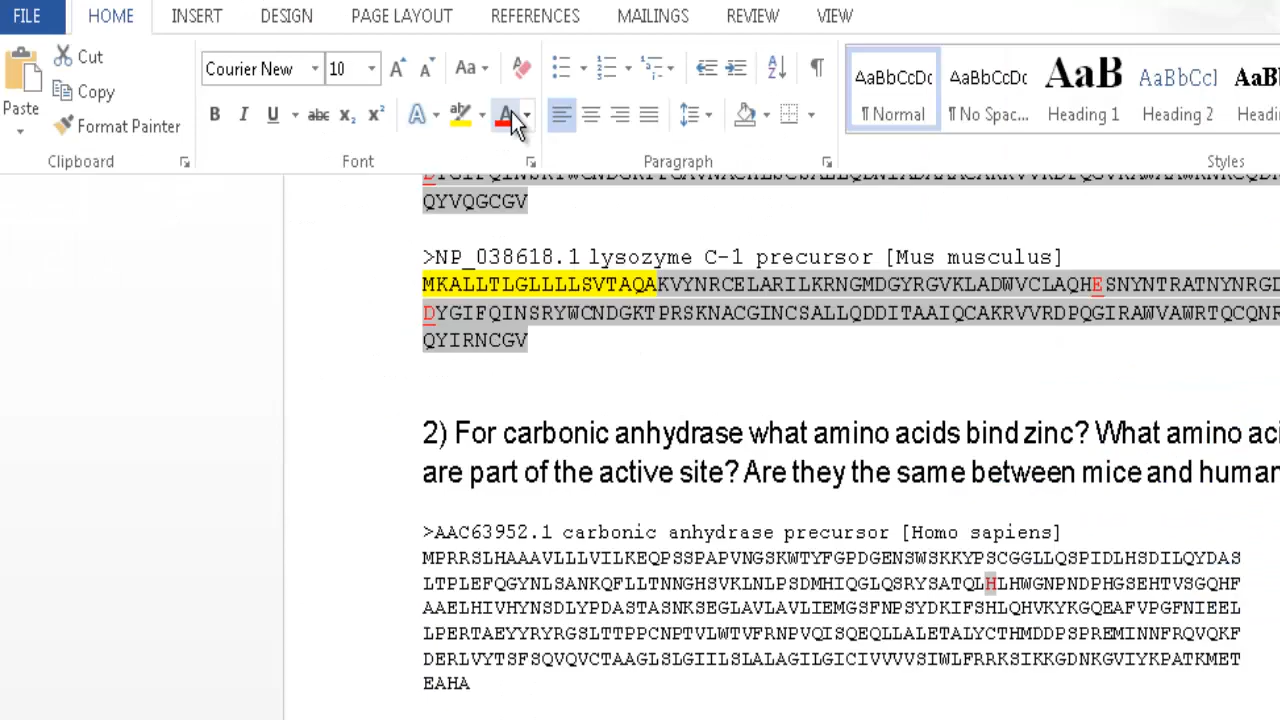 FILE HOME INSERT DESIGN PAGE LAYOUT REFERENCES MAILINGS REVIEW VIEW
Cut
Copy
Format Painter
Paste
Clipboard
Courier New 10
Font
Paragraph
AaBbCcDc AaBbCcDc AaB AaBbCcI AaBb
¶ Normal ¶ No Spac... Heading 1 Heading 2 Headi
Styles
QYVQGCGV
>NP_038618.1 lysozyme C-1 precursor [Mus musculus]
MKALLTLGLLLLSVTAQAKVYNRCELARILKRNGMDGYRGVKLADWVCLAQHESNYNTRATNYNRGD
DYGIFQINSRYWCNDGKTPRSKNACGINCSALLQDDITAAIQCAKRVVRDPQGIRAWVAWRTQCQNR
QYIRNCGV
2) For carbonic anhydrase what amino acids bind zinc? What amino aci
are part of the active site? Are they the same between mice and human
>AAC63952.1 carbonic anhydrase precursor [Homo sapiens]
MPRRSLHAAAVLLLVILKEQPSSPAPVNGSKWTYFGPDGENSWSKKYPSCGGLLQSPIDLHSDILQYDAS
LTPLEFQGYNLSANKQFLLTNNGHSVKLNLPSDMHIQGLQSRYSATQLHLHWGNPNDPHGSEHTVSGQHF
AAELHIVHYNSDLYPDASTASNKSEGLAVLAVLIEMGSFNPSYDKIFSHLQHVKYKGQEAFVPGFNIEEL
LPERTAEYYRYRGSLTTPPCNPTVLWTVFRNPVQISQEQLLALETALYCTHMDDPSPREMINNFRQVQKF
DERLVYTSFSQVQVCTAAGLSLGIILSLALAGILGICIVVVVSIWLFRRKSIKKGDNKGVIYKPATKMET
EAHA